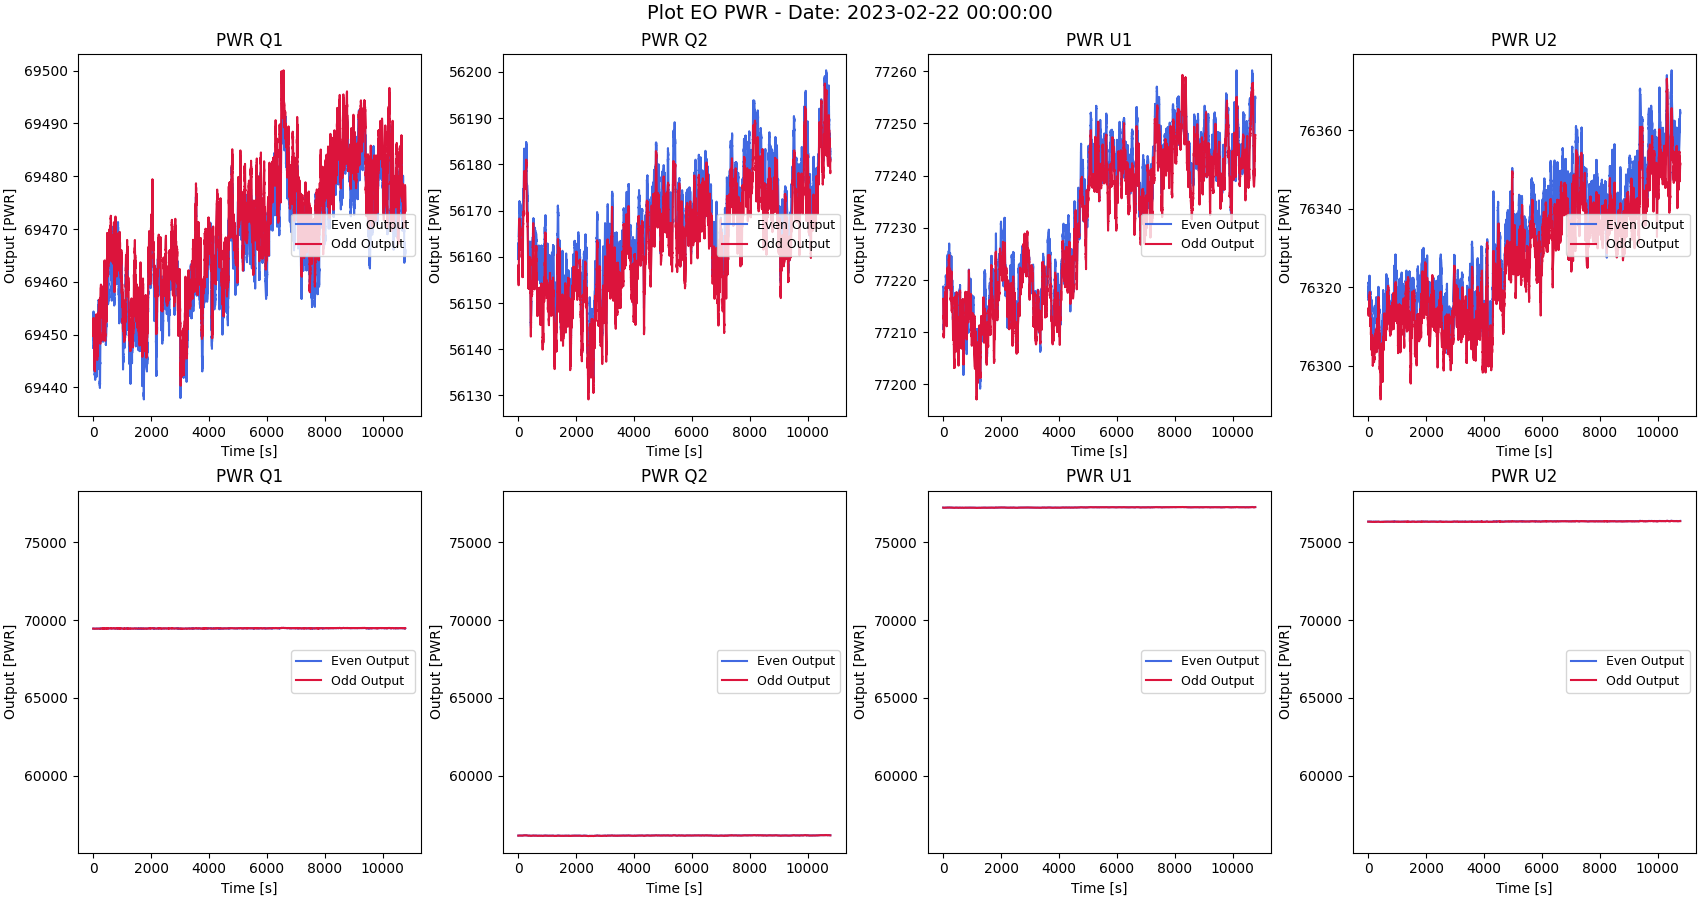 Plot EO PWR - Date: 2023-02-22 00:00:00
PWR Q1
PWR Q2
PWR U1
PWR U2
Output [PWR]
69500
69490
69480
69470
69460
69450
69440
Even Output
Odd Output
0 2000 4000 6000 8000 10000
Time [s]
Output [PWR]
56200
56190
56180
56170
56160
56150
56140
56130
Even Output
Odd Output
0 2000 4000 6000 8000 10000
Time [s]
Output [PWR]
77260
77250
77240
77230
77220
77210
77200
Even Output
Odd Output
0 2000 4000 6000 8000 10000
Time [s]
Output [PWR]
76360
76340
76320
76300
Even Output
Odd Output
0 2000 4000 6000 8000 10000
Time [s]
PWR Q1
PWR Q2
PWR U1
PWR U2
Output [PWR]
75000
70000
65000
60000
Even Output
Odd Output
0 2000 4000 6000 8000 10000
Time [s]
Output [PWR]
75000
70000
65000
60000
Even Output
Odd Output
0 2000 4000 6000 8000 10000
Time [s]
Output [PWR]
75000
70000
65000
60000
Even Output
Odd Output
0 2000 4000 6000 8000 10000
Time [s]
Output [PWR]
75000
70000
65000
60000
Even Output
Odd Output
0 2000 4000 6000 8000 10000
Time [s]